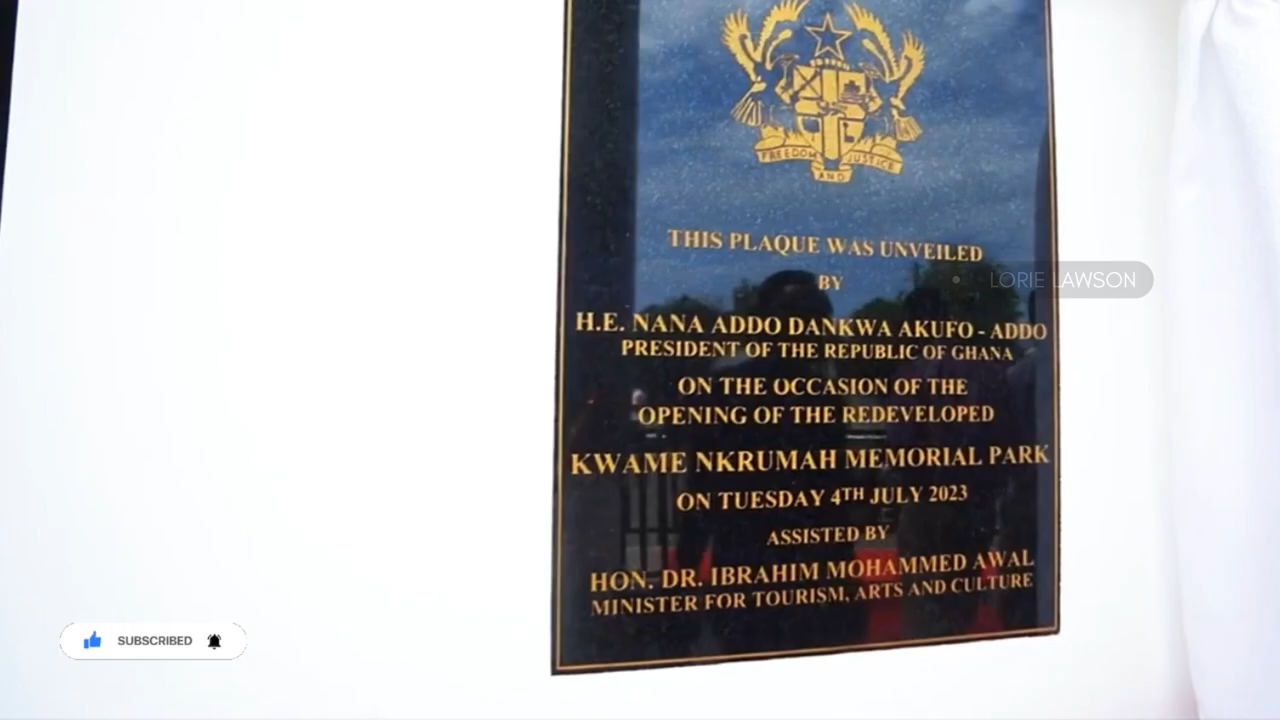 FREEDOM AND JUSTICE
THIS PLAQUE WAS UNVEILED
BY
H.E. NANA ADDO DANKWA AKUFO - ADDO
PRESIDENT OF THE REPUBLIC OF GHANA
ON THE OCCASION OF THE
OPENING OF THE REDEVELOPED
KWAME NKRUMAH MEMORIAL PARK
ON TUESDAY 4TH JULY 2023
ASSISTED BY
HON. DR. IBRAHIM MOHAMMED AWAL
MINISTER FOR TOURISM, ARTS AND CULTURE
LORIE LAWSON
SUBSCRIBED